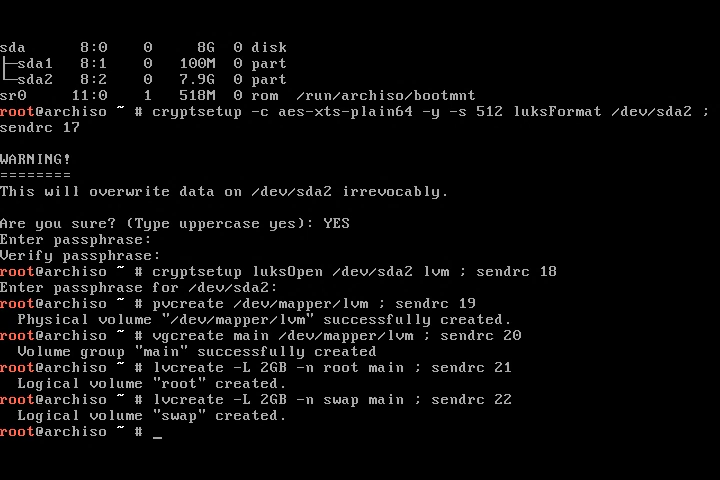 sda      8:0    0     8G  0 disk
├─sda1   8:1    0   100M  0 part
└─sda2   8:2    0   7.9G  0 part
sr0     11:0    1   518M  0 rom  /run/archiso/bootmnt
root@archiso ~ # cryptsetup -c aes-xts-plain64 -y -s 512 luksFormat /dev/sda2 ;
sendrc 17
WARNING!
========
This will overwrite data on /dev/sda2 irrevocably.
Are you sure? (Type uppercase yes): YES
Enter passphrase:
Verify passphrase:
root@archiso ~ # cryptsetup luksOpen /dev/sda2 lvm ; sendrc 18
Enter passphrase for /dev/sda2:
root@archiso ~ # pvcreate /dev/mapper/lvm ; sendrc 19
  Physical volume "/dev/mapper/lvm" successfully created.
root@archiso ~ # vgcreate main /dev/mapper/lvm ; sendrc 20
  Volume group "main" successfully created
root@archiso ~ # lvcreate -L 2GB -n root main ; sendrc 21
  Logical volume "root" created.
root@archiso ~ # lvcreate -L 2GB -n swap main ; sendrc 22
  Logical volume "swap" created.
root@archiso ~ # _